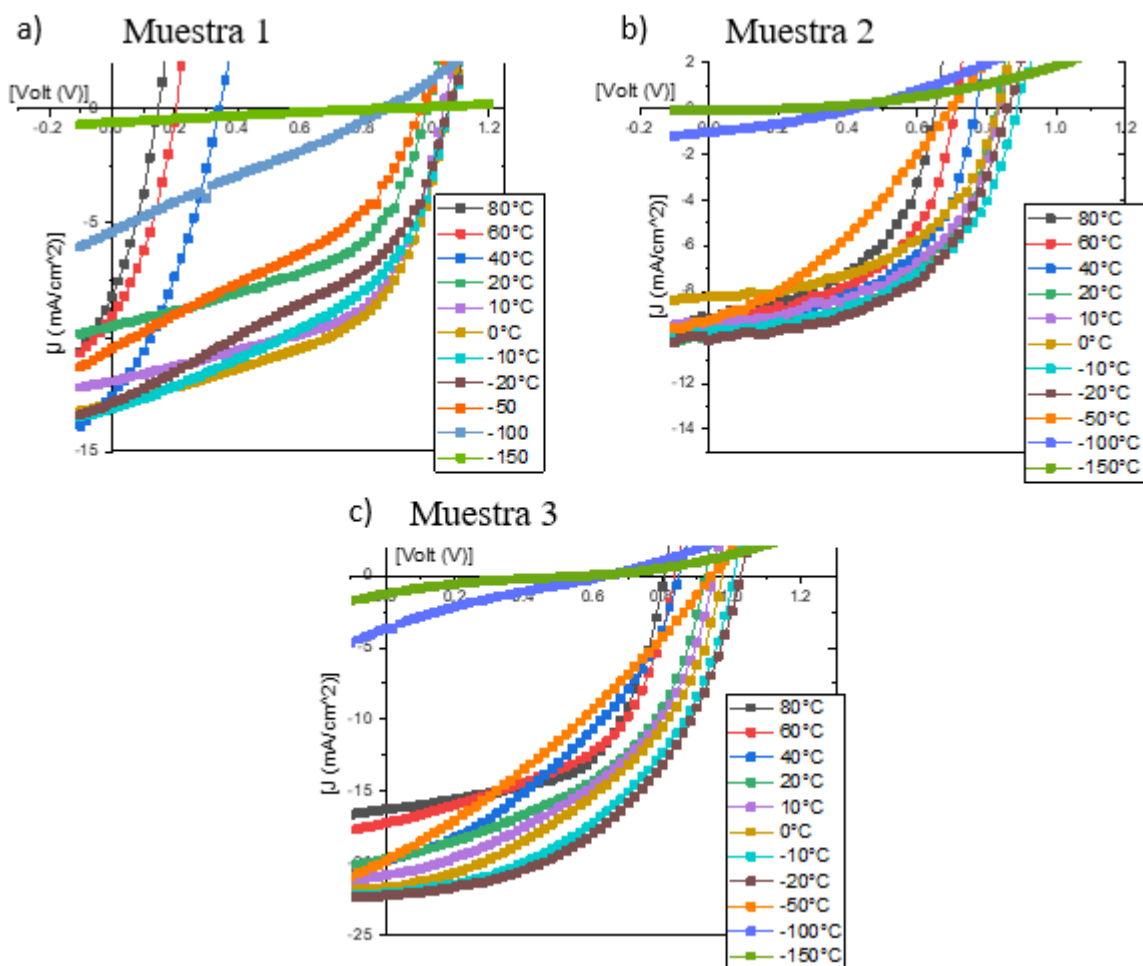 a) Muestra 1
[Volt (V)]
-0.2 0.0 0.2 0.4 0.6 0.8 1.0 1.2
0
-5
-15
[J (mA/cm^2)]
80°C
60°C
40°C
20°C
10°C
0°C
-10°C
-20°C
-50
-100
-150
b) Muestra 2
[Volt (V)]
2
-0.2 0.0 0.2 0.4 0.6 0.8 1.0 1.2
0
-2
-4
-6
-8
-12
-14
[J (mA/cm^2)]
80°C
60°C
40°C
20°C
10°C
0°C
-10°C
-20°C
-50°C
-100°C
-150°C
c) Muestra 3
[Volt (V)]
0
0.2 0.4 0.6 0.8 1.0 1.2
-5
-10
-15
-20
-25
[J (mA/cm^2)]
80°C
60°C
40°C
20°C
10°C
0°C
-10°C
-20°C
-50°C
-100°C
-150°C